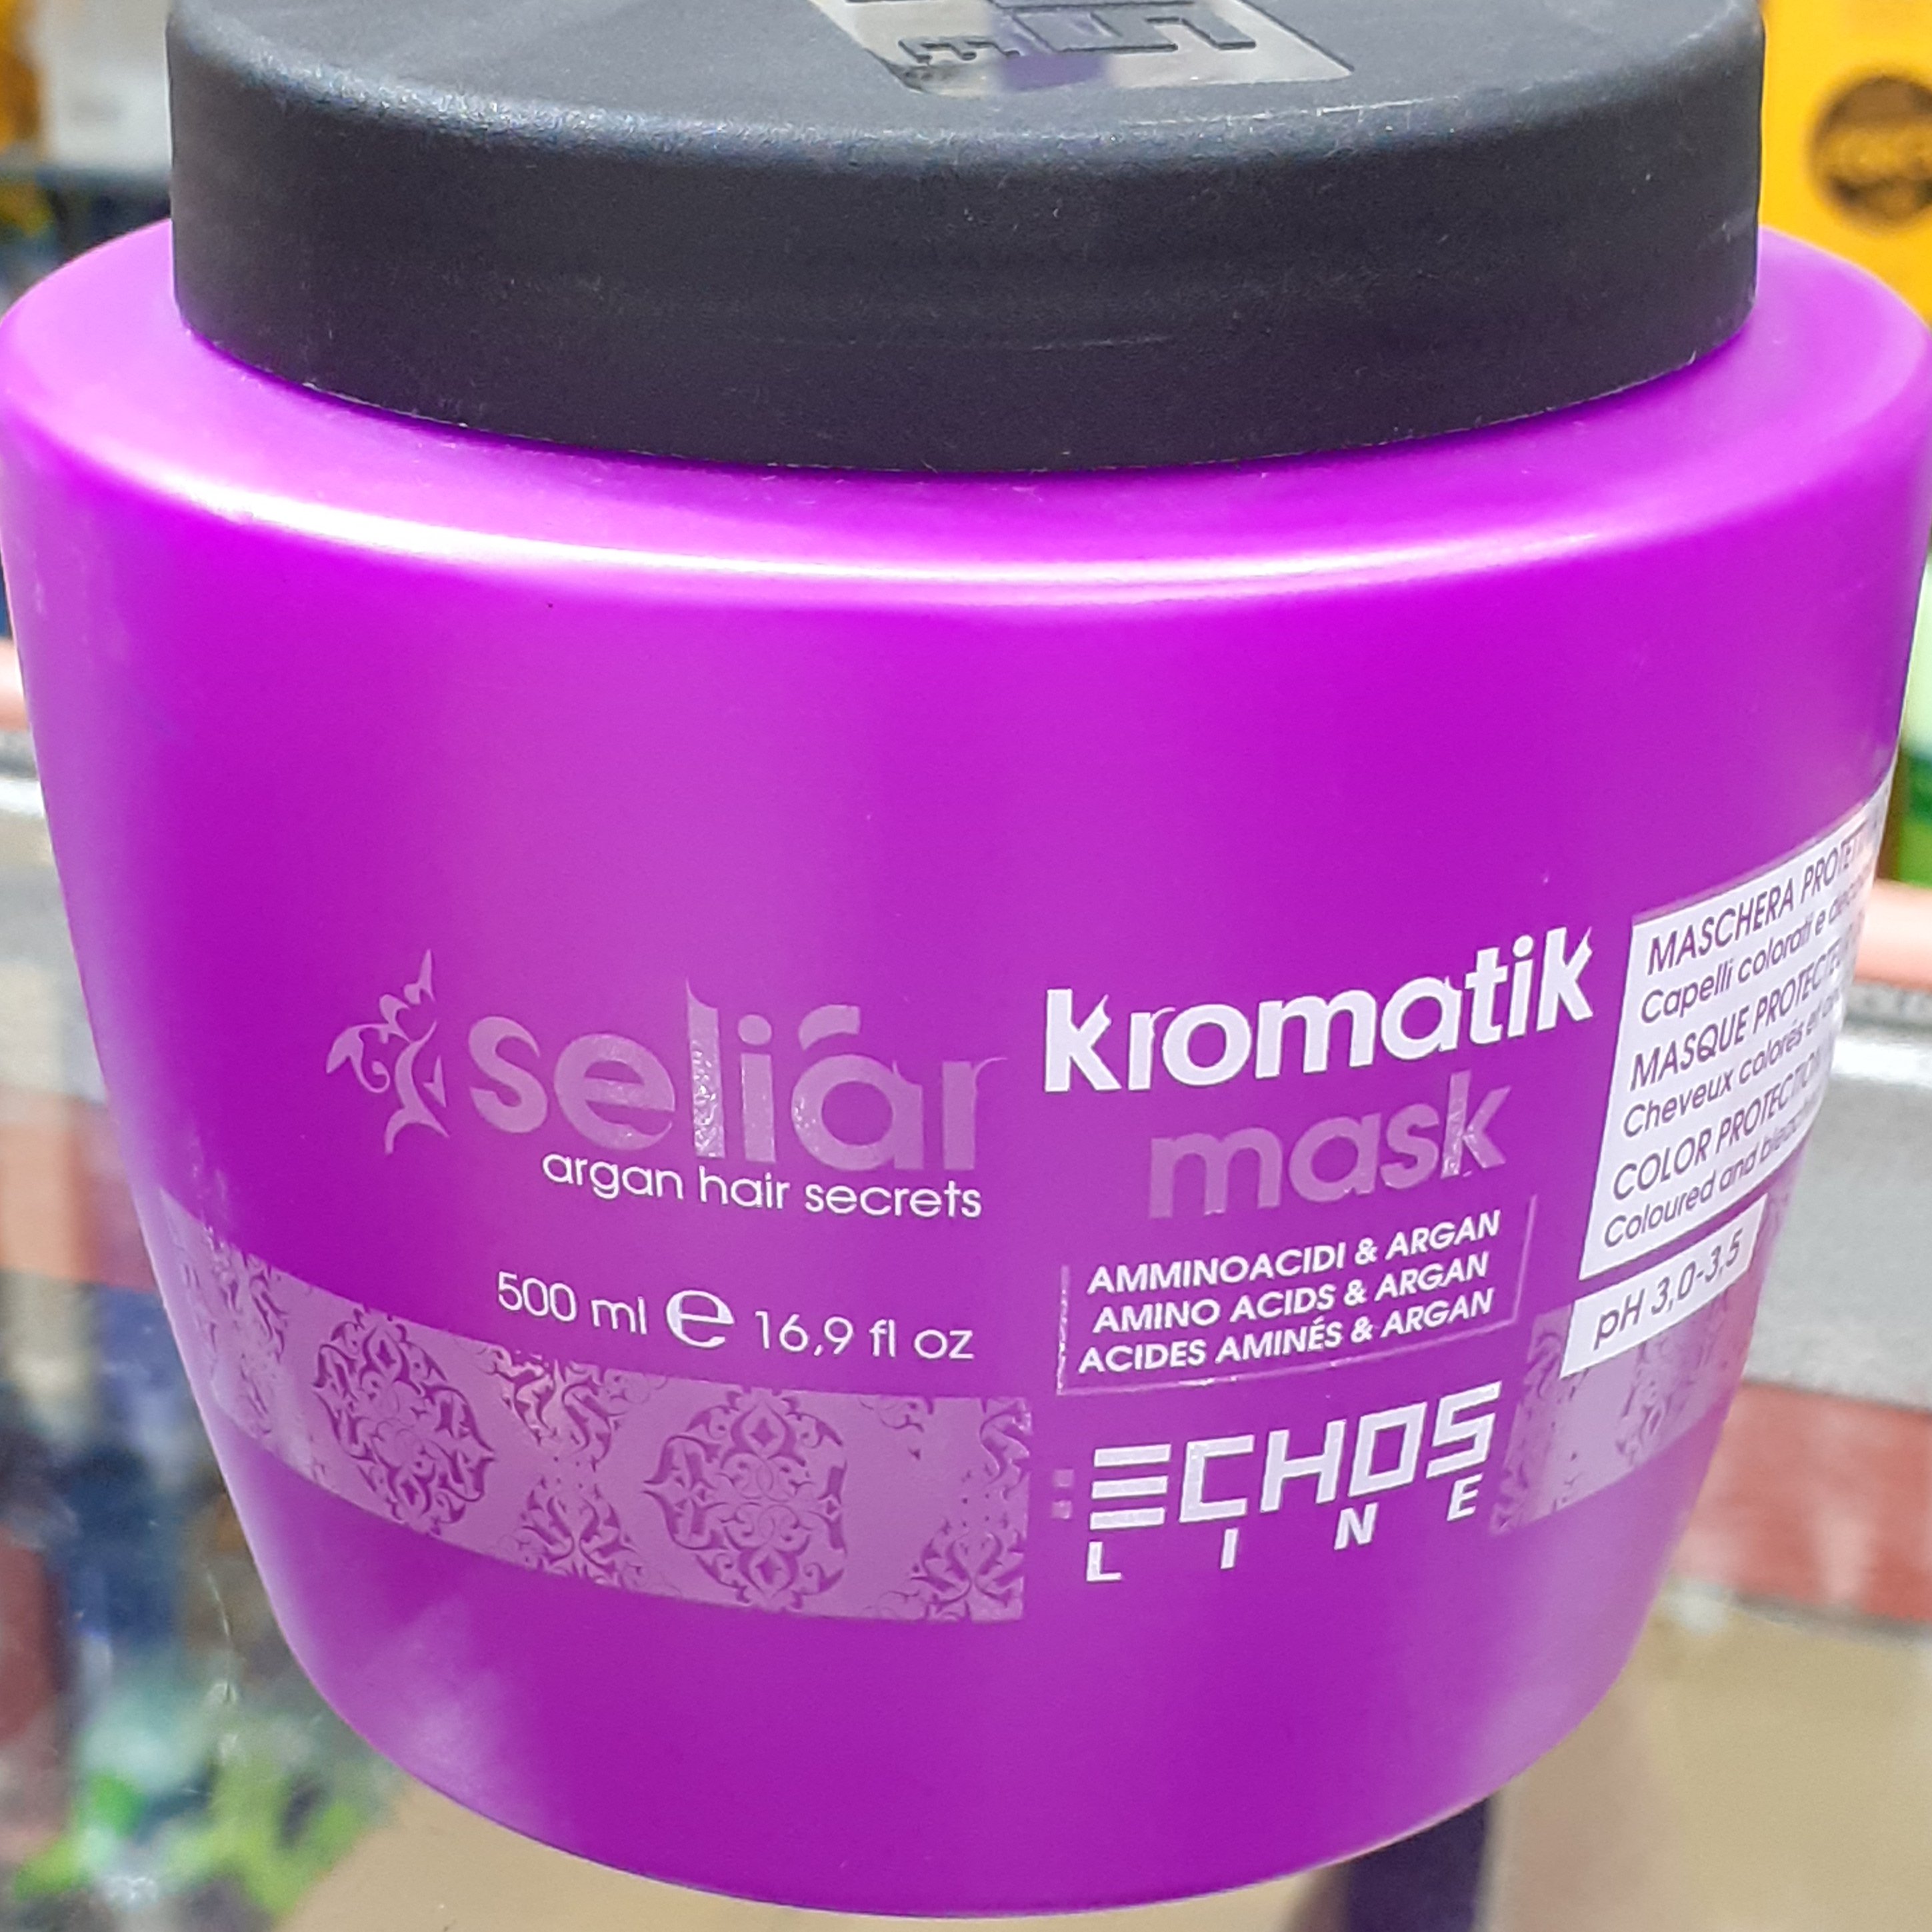 seliár
argan hair secrets
500 ml e 16,9 fl oz
kromatik
mask
AMMINOACIDI & ARGAN
AMINO ACIDS & ARGAN
ACIDES AMINÉS & ARGAN
ECHOS
LINE
MASCHERA
Capelli colorati e
MASQUE
Cheveux colorés et
COLOR
Coloured and
pH 3,0-3,5